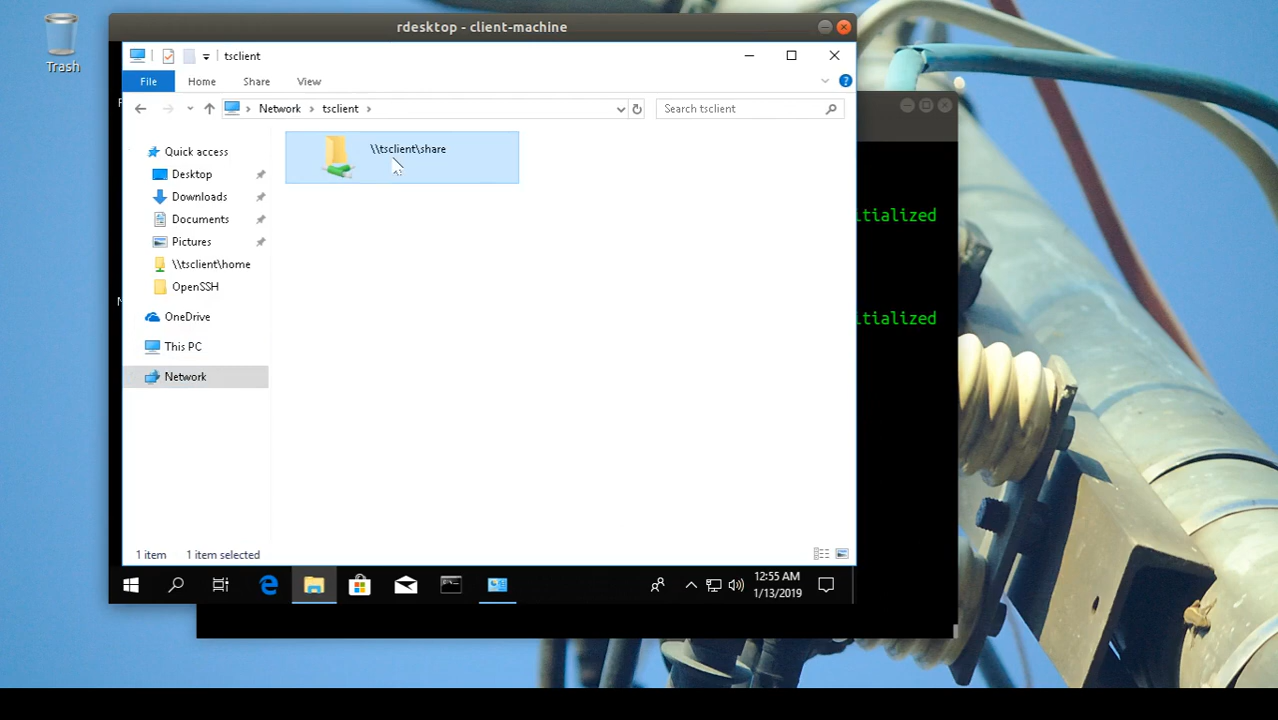 Trash
rdesktop - client-machine
tsclient
File
Home
Share
View
Network
tsclient
Search tsclient
Quick access
Desktop
Downloads
Documents
Pictures
\\tsclient\home
OpenSSH
OneDrive
This PC
Network
\\tsclient\share
itialized
itialized
1 item
1 item selected
12:55 AM
1/13/2019